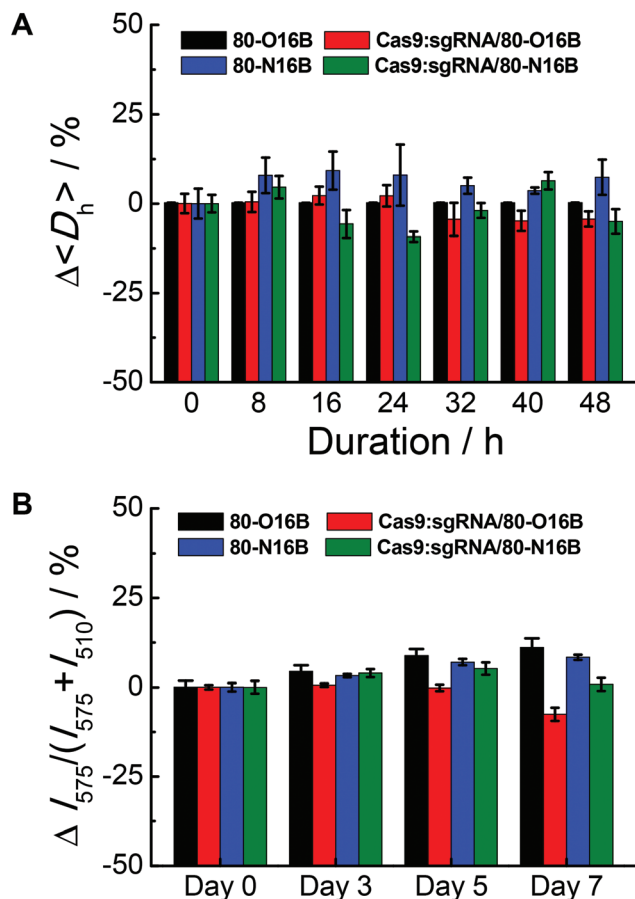 A
80-O16B Cas9:sgRNA/80-O16B
80-N16B Cas9:sgRNA/80-N16B
Δ<Dh> / %
50
25
0
-25
-50
0 8 16 24 32 40 48
Duration / h
B
80-O16B Cas9:sgRNA/80-O16B
80-N16B Cas9:sgRNA/80-N16B
Δ I575/(I575+I510) / %
50
25
0
-25
-50
Day 0 Day 3 Day 5 Day 7